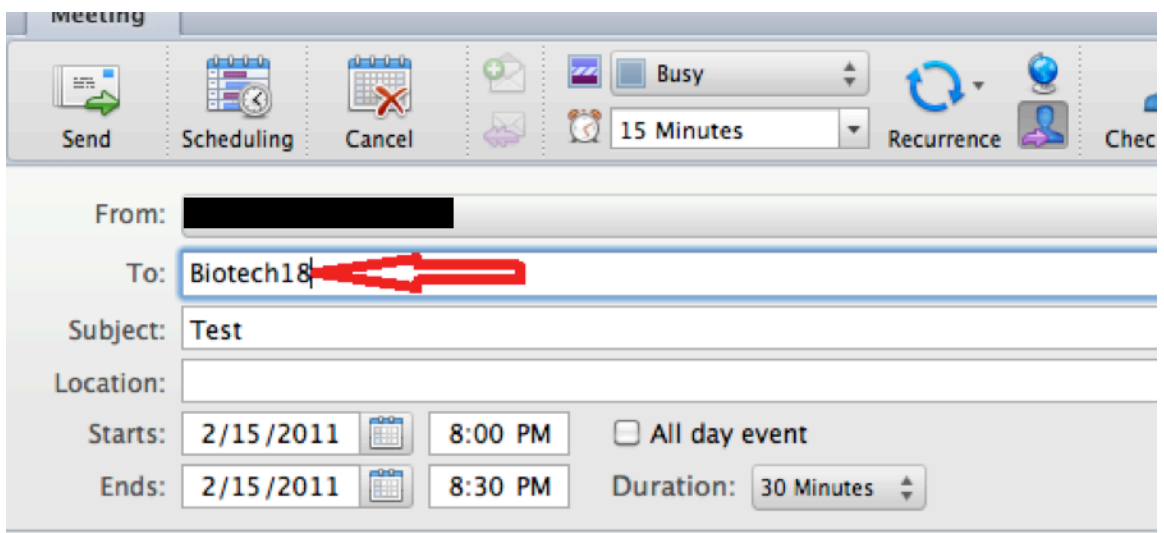 Meeting
Busy
15 Minutes
Send Scheduling Cancel Recurrence
From:
To: Biotech18
Subject: Test
Location:
Starts: 2/15/2011 8:00 PM All day event
Ends: 2/15/2011 8:30 PM Duration: 30 Minutes